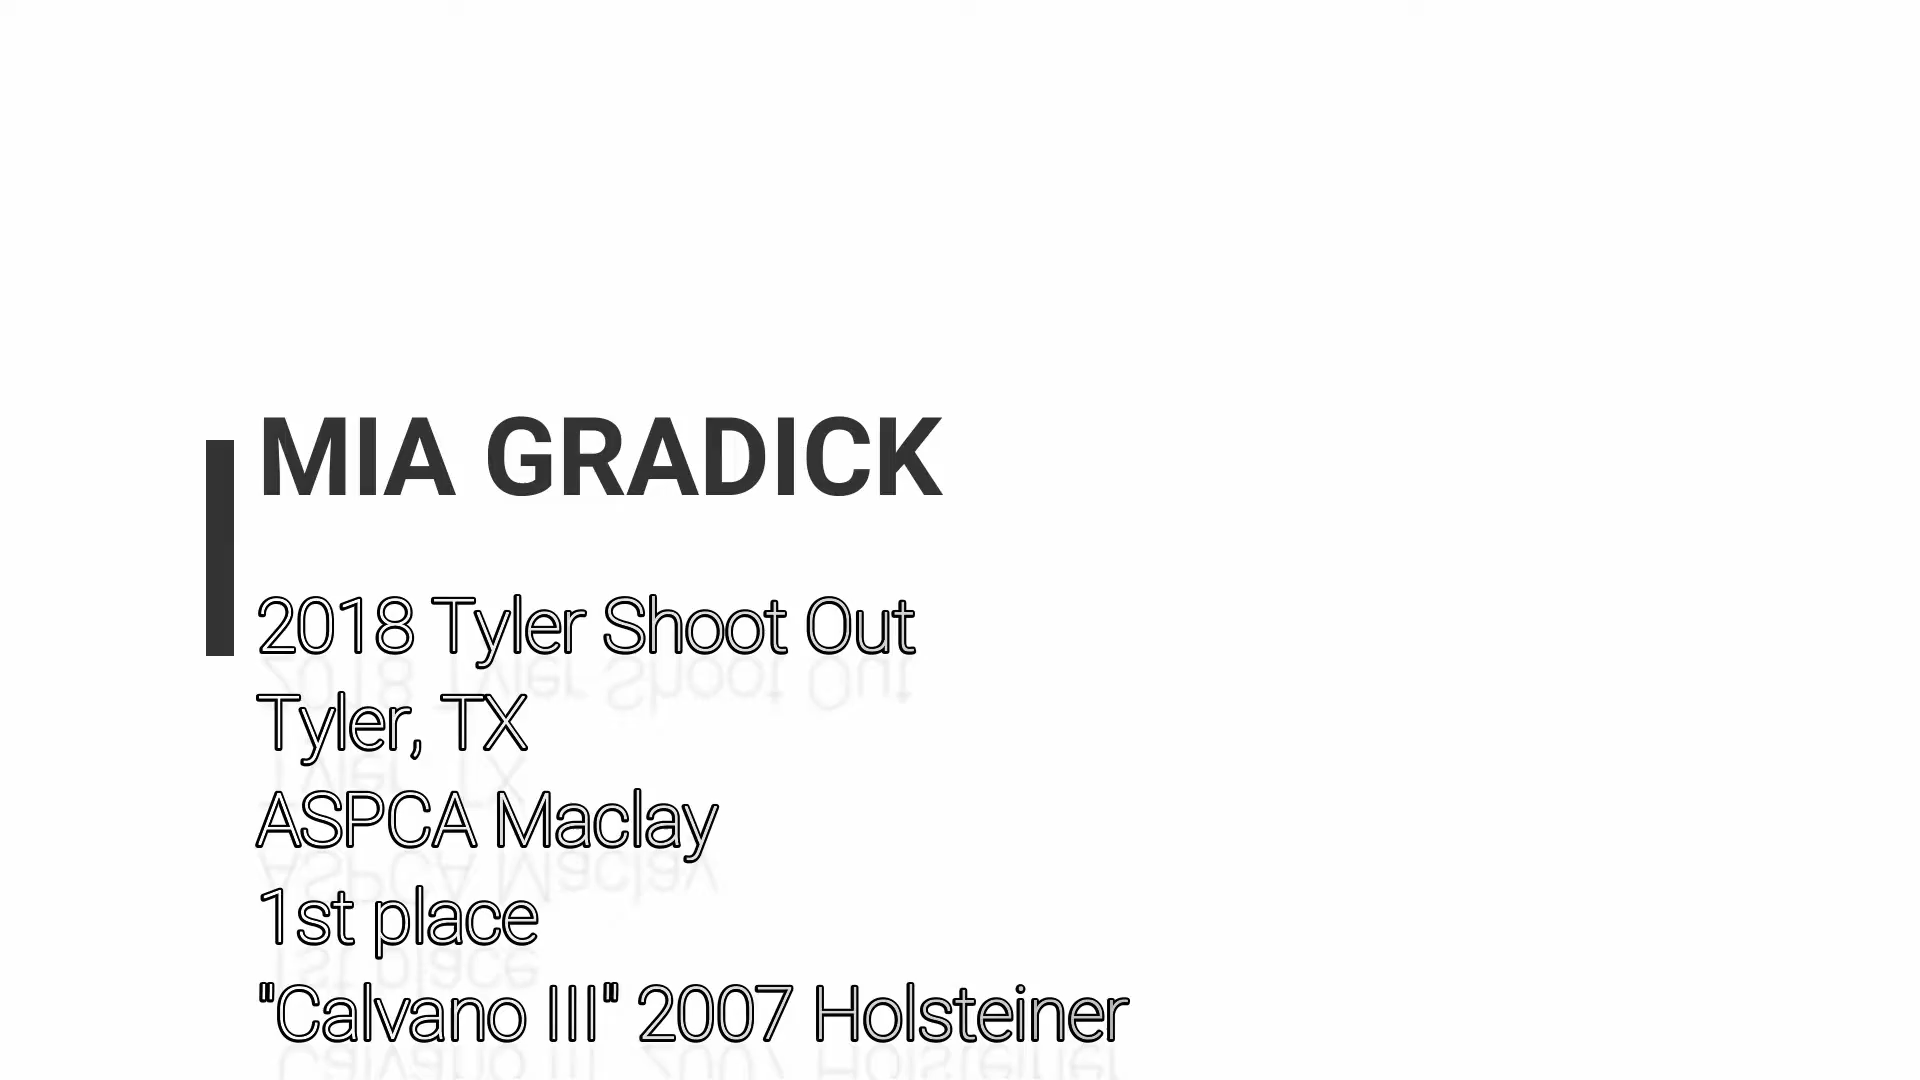 MIA GRADICK
2018 Tyler Shoot Out
Tyler, TX
ASPCA Maclay
1st place
"Calvano III" 2007 Holsteiner